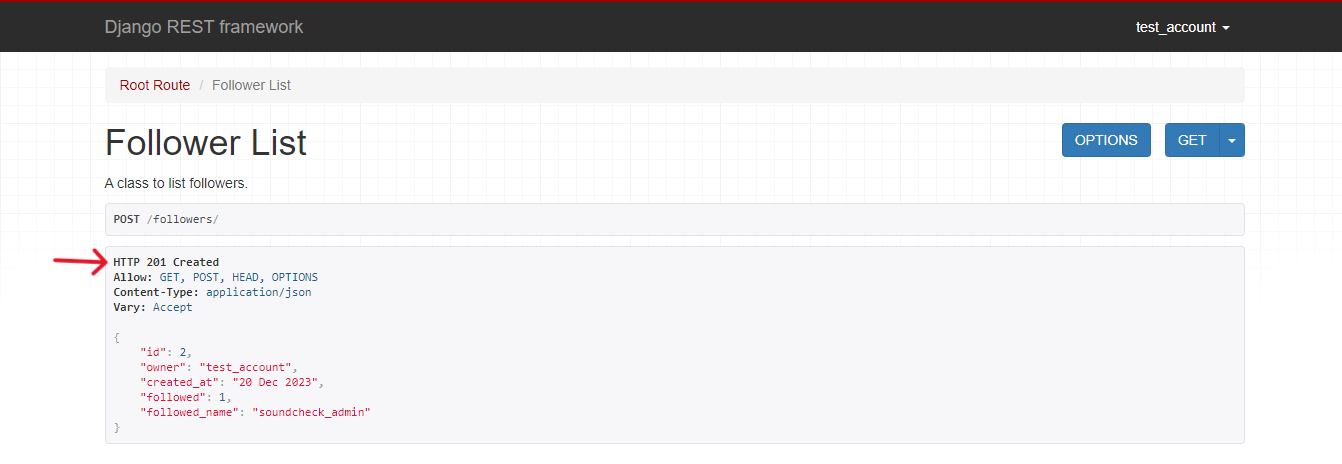 Django REST framework
test_account
Root Route / Follower List
Follower List
OPTIONS
GET
A class to list followers.
POST /followers/
HTTP 201 Created
Allow: GET, POST, HEAD, OPTIONS
Content-Type: application/json
Vary: Accept
{
    "id": 2,
    "owner": "test_account",
    "created_at": "20 Dec 2023",
    "followed": 1,
    "followed_name": "soundcheck_admin"
}